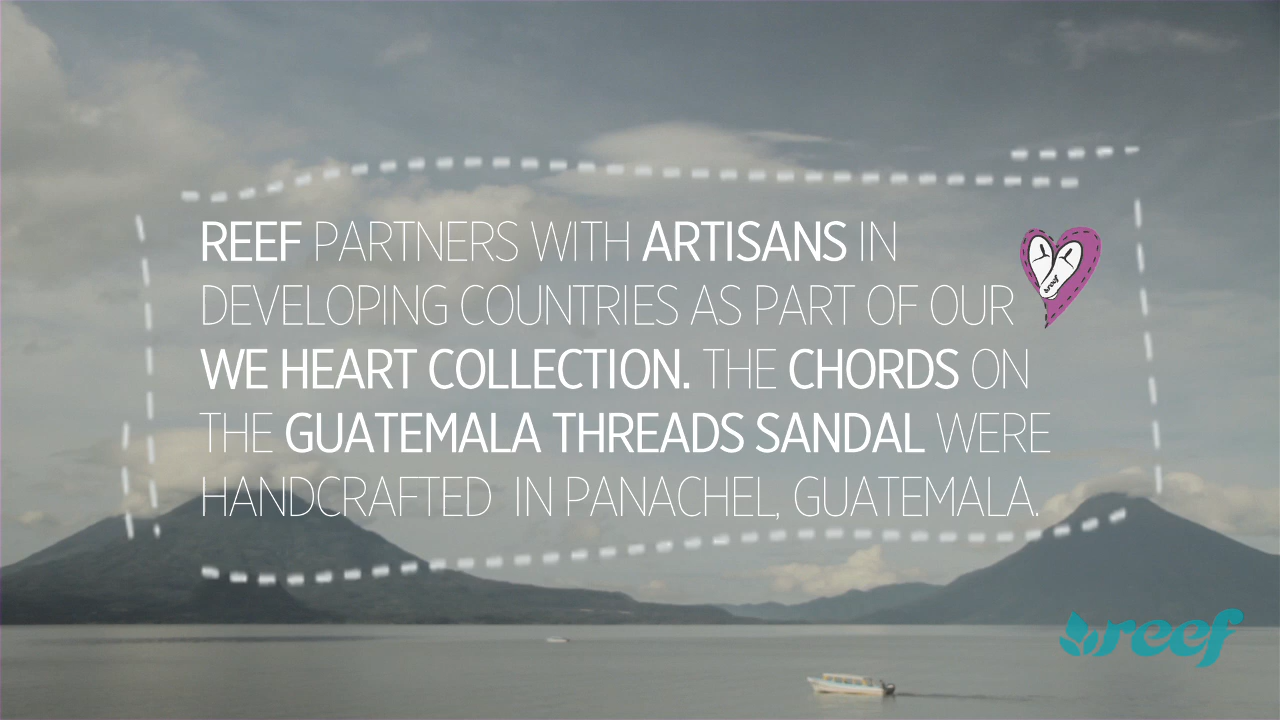 REEF PARTNERS WITH ARTISANS IN
DEVELOPING COUNTRIES AS PART OF OUR
WE HEART COLLECTION. THE CHORDS ON
THE GUATEMALA THREADS SANDAL WERE
HANDCRAFTED IN PANACHEL, GUATEMALA.
reef
reef